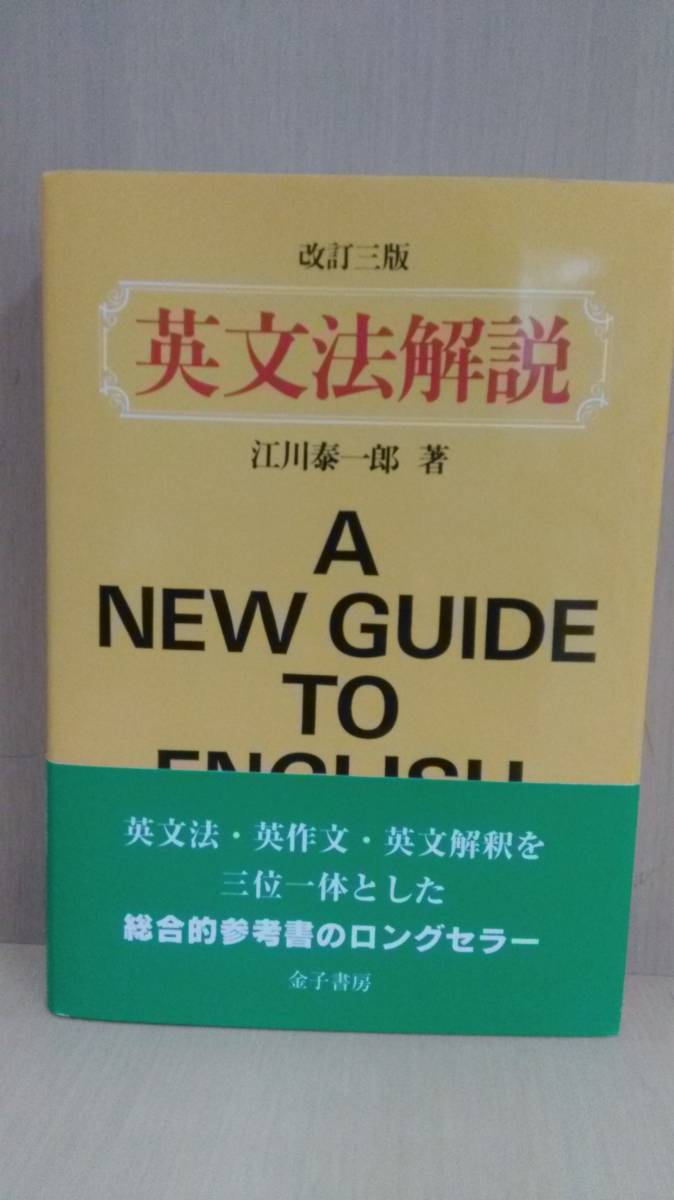 改訂三版
英文法解説
江川泰一郎 著
A
NEW GUIDE
TO
ENGLISH
英文法・英作文・英文解釈を
三位一体とした
総合的参考書のロングセラー
金子書房